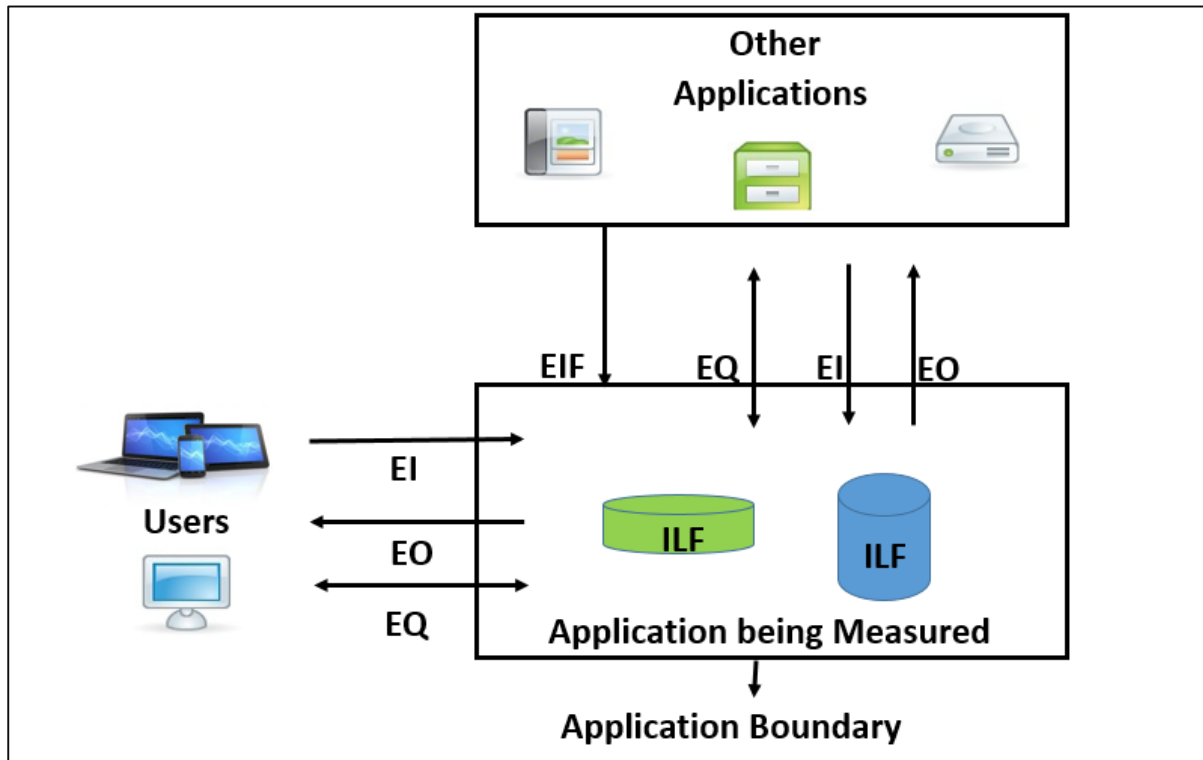 Other
Applications
EIF
EQ
EI
EO
EI
Users
EO
EQ
ILF
ILF
Application being Measured
Application Boundary